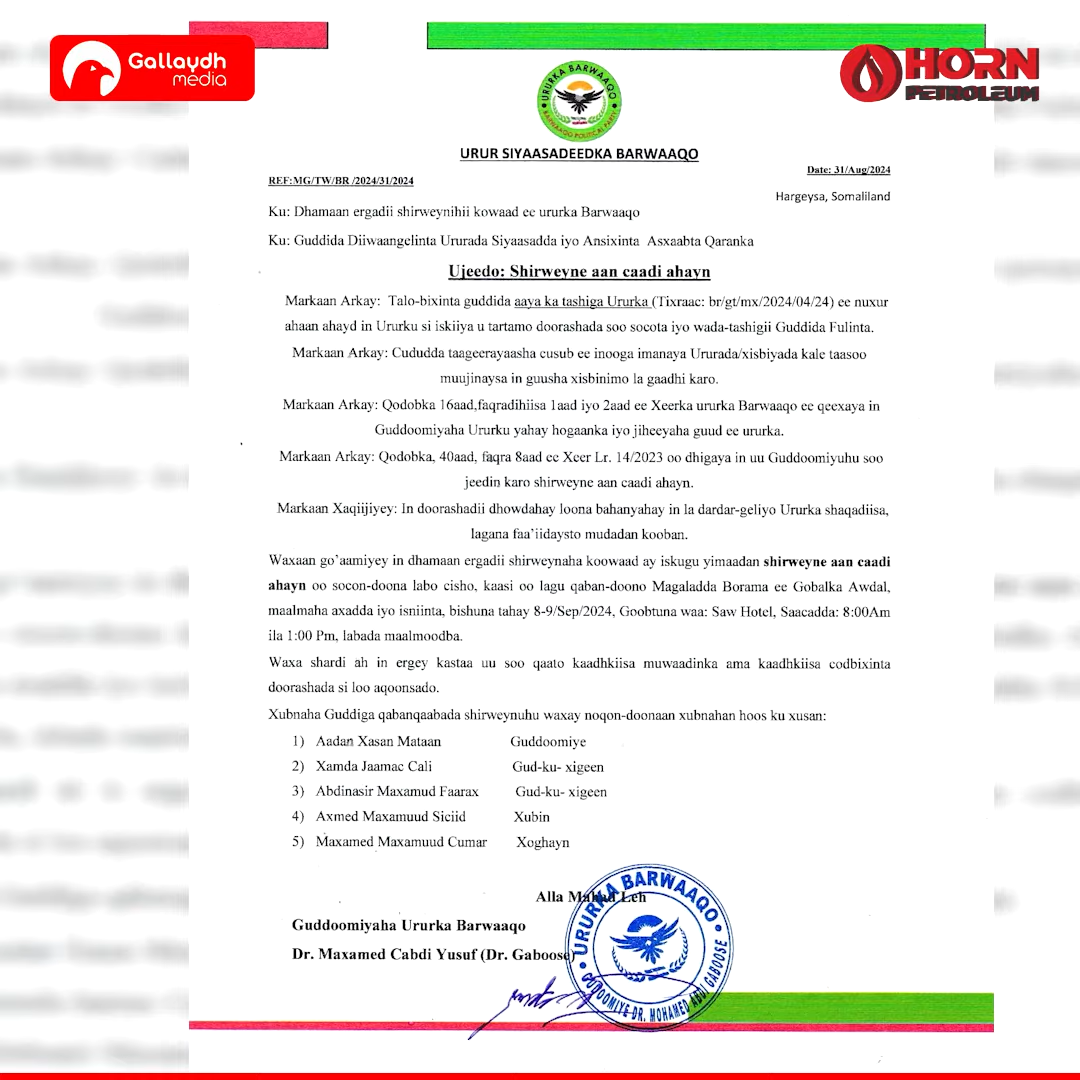 Gallaydh
media
HORN
PETROLEUM
URURKA BARWAAQO
BARWAAQO POLITICAL PARTY
URUR SIYAASADEEDKA BARWAAQO
Date: 31/Aug/2024
REF:MG/TW/BR /2024/31/2024
Hargeysa, Somaliland
Ku: Dhamaan ergadii shirweynihii kowaad ee ururka Barwaaqo
Ku: Guddida Diiwaangelinta Ururada Siyaasadda iyo Ansixinta Asxaabta Qaranka
Ujeedo: Shirweyne aan caadi ahayn
Markaan Arkay: Talo-bixinta guddida aaya ka tashiga Ururka (Tixraac: br/gt/mx/2024/04/24) ee nuxur
ahaan ahayd in Ururku si iskiiya u tartamo doorashada soo socota iyo wada-tashigii Guddida Fulinta.
Markaan Arkay: Cududda taageerayaasha cusub ee inooga imanaya Ururada/xisbiyada kale taasoo
muujinaysa in guusha xisbinimo la gaadhi karo.
Markaan Arkay: Qodobka 16aad,faqradihiisa 1aad iyo 2aad ee Xeerka ururka Barwaaqo ee qeexaya in
Guddoomiyaha Ururku yahay hogaanka iyo jiheeyaha guud ee ururka.
Markaan Arkay: Qodobka, 40aad, faqra 8aad ee Xeer Lr. 14/2023 oo dhigaya in uu Guddoomiyuhu soo
jeedin karo shirweyne aan caadi ahayn.
Markaan Xaqiijiyey: In doorashadii dhowdahay loona bahanyahay in la dardar-geliyo Ururka shaqadiisa,
lagana faa'iidaysto mudadan kooban.
Waxaan go'aamiyey in dhamaan ergadii shirweynaha koowaad ay iskugu yimaadan shirweyne aan caadi
ahayn oo socon-doona labo cisho, kaasi oo lagu qaban-doono Magaladda Borama ee Gobalka Awdal,
maalmaha axadda iyo isniinta, bishuna tahay 8-9/Sep/2024, Goobtuna waa: Saw Hotel, Saacadda: 8:00Am
ila 1:00 Pm, labada maalmoodba.
Waxa shardi ah in ergey kastaa uu soo qaato kaadhkiisa muwaadinka ama kaadhkiisa codbixinta
doorashada si loo aqoonsado.
Xubnaha Guddiga qabanqaabada shirweynuhu waxay noqon-doonaan xubnahan hoos ku xusan:
1) Aadan Xasan Mataan Guddoomiye
2) Xamda Jaamac Cali Gud-ku- xigeen
3) Abdinasir Maxamud Faarax Gud-ku- xigeen
4) Axmed Maxamuud Siciid Xubin
5) Maxamed Maxamuud Cumar Xoghayn
Alla Mahad Leh
Guddoomiyaha Ururka Barwaaqo
Dr. Maxamed Cabdi Yusuf (Dr. Gaboose)
URURKA BARWAAQO
GUDDOOMIYE DR. MOHAMED ABDI GABOOSE